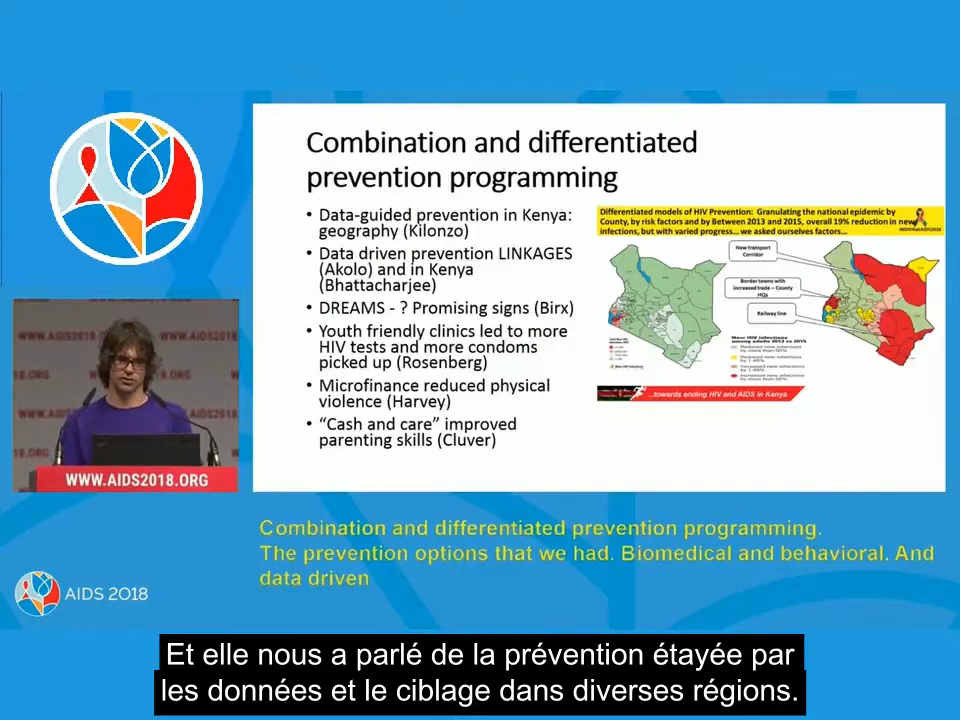 Combination and differentiated
prevention programming
• Data-guided prevention in Kenya:
geography (Kilonzo)
• Data driven prevention LINKAGES
(Akolo) and in Kenya
(Bhattacharjee)
• DREAMS - ? Promising signs (Birx)
• Youth friendly clinics led to more
HIV tests and more condoms
picked up (Rosenberg)
• Microfinance reduced physical
violence (Harvey)
• “Cash and care” improved
parenting skills (Cluver)
Differentiated models of HIV Prevention: Granulating the national epidemic by
County, by risk factors and by Between 2013 and 2015, overall 19% reduction in new
infections, but with varied progress... we asked ourselves factors...
New transport
Corridor
Border towns with
increased trade – County
HQs
Railway line
New HIV infections
among adults 2013 vs 2015
...towards ending HIV and AIDS in Kenya
WWW.AIDS2018.ORG
Combination and differentiated prevention programming.
The prevention options that we had. Biomedical and behavioral. And
data driven
AIDS 2018
Et elle nous a parlé de la prévention étayée par
les données et le ciblage dans diverses régions.